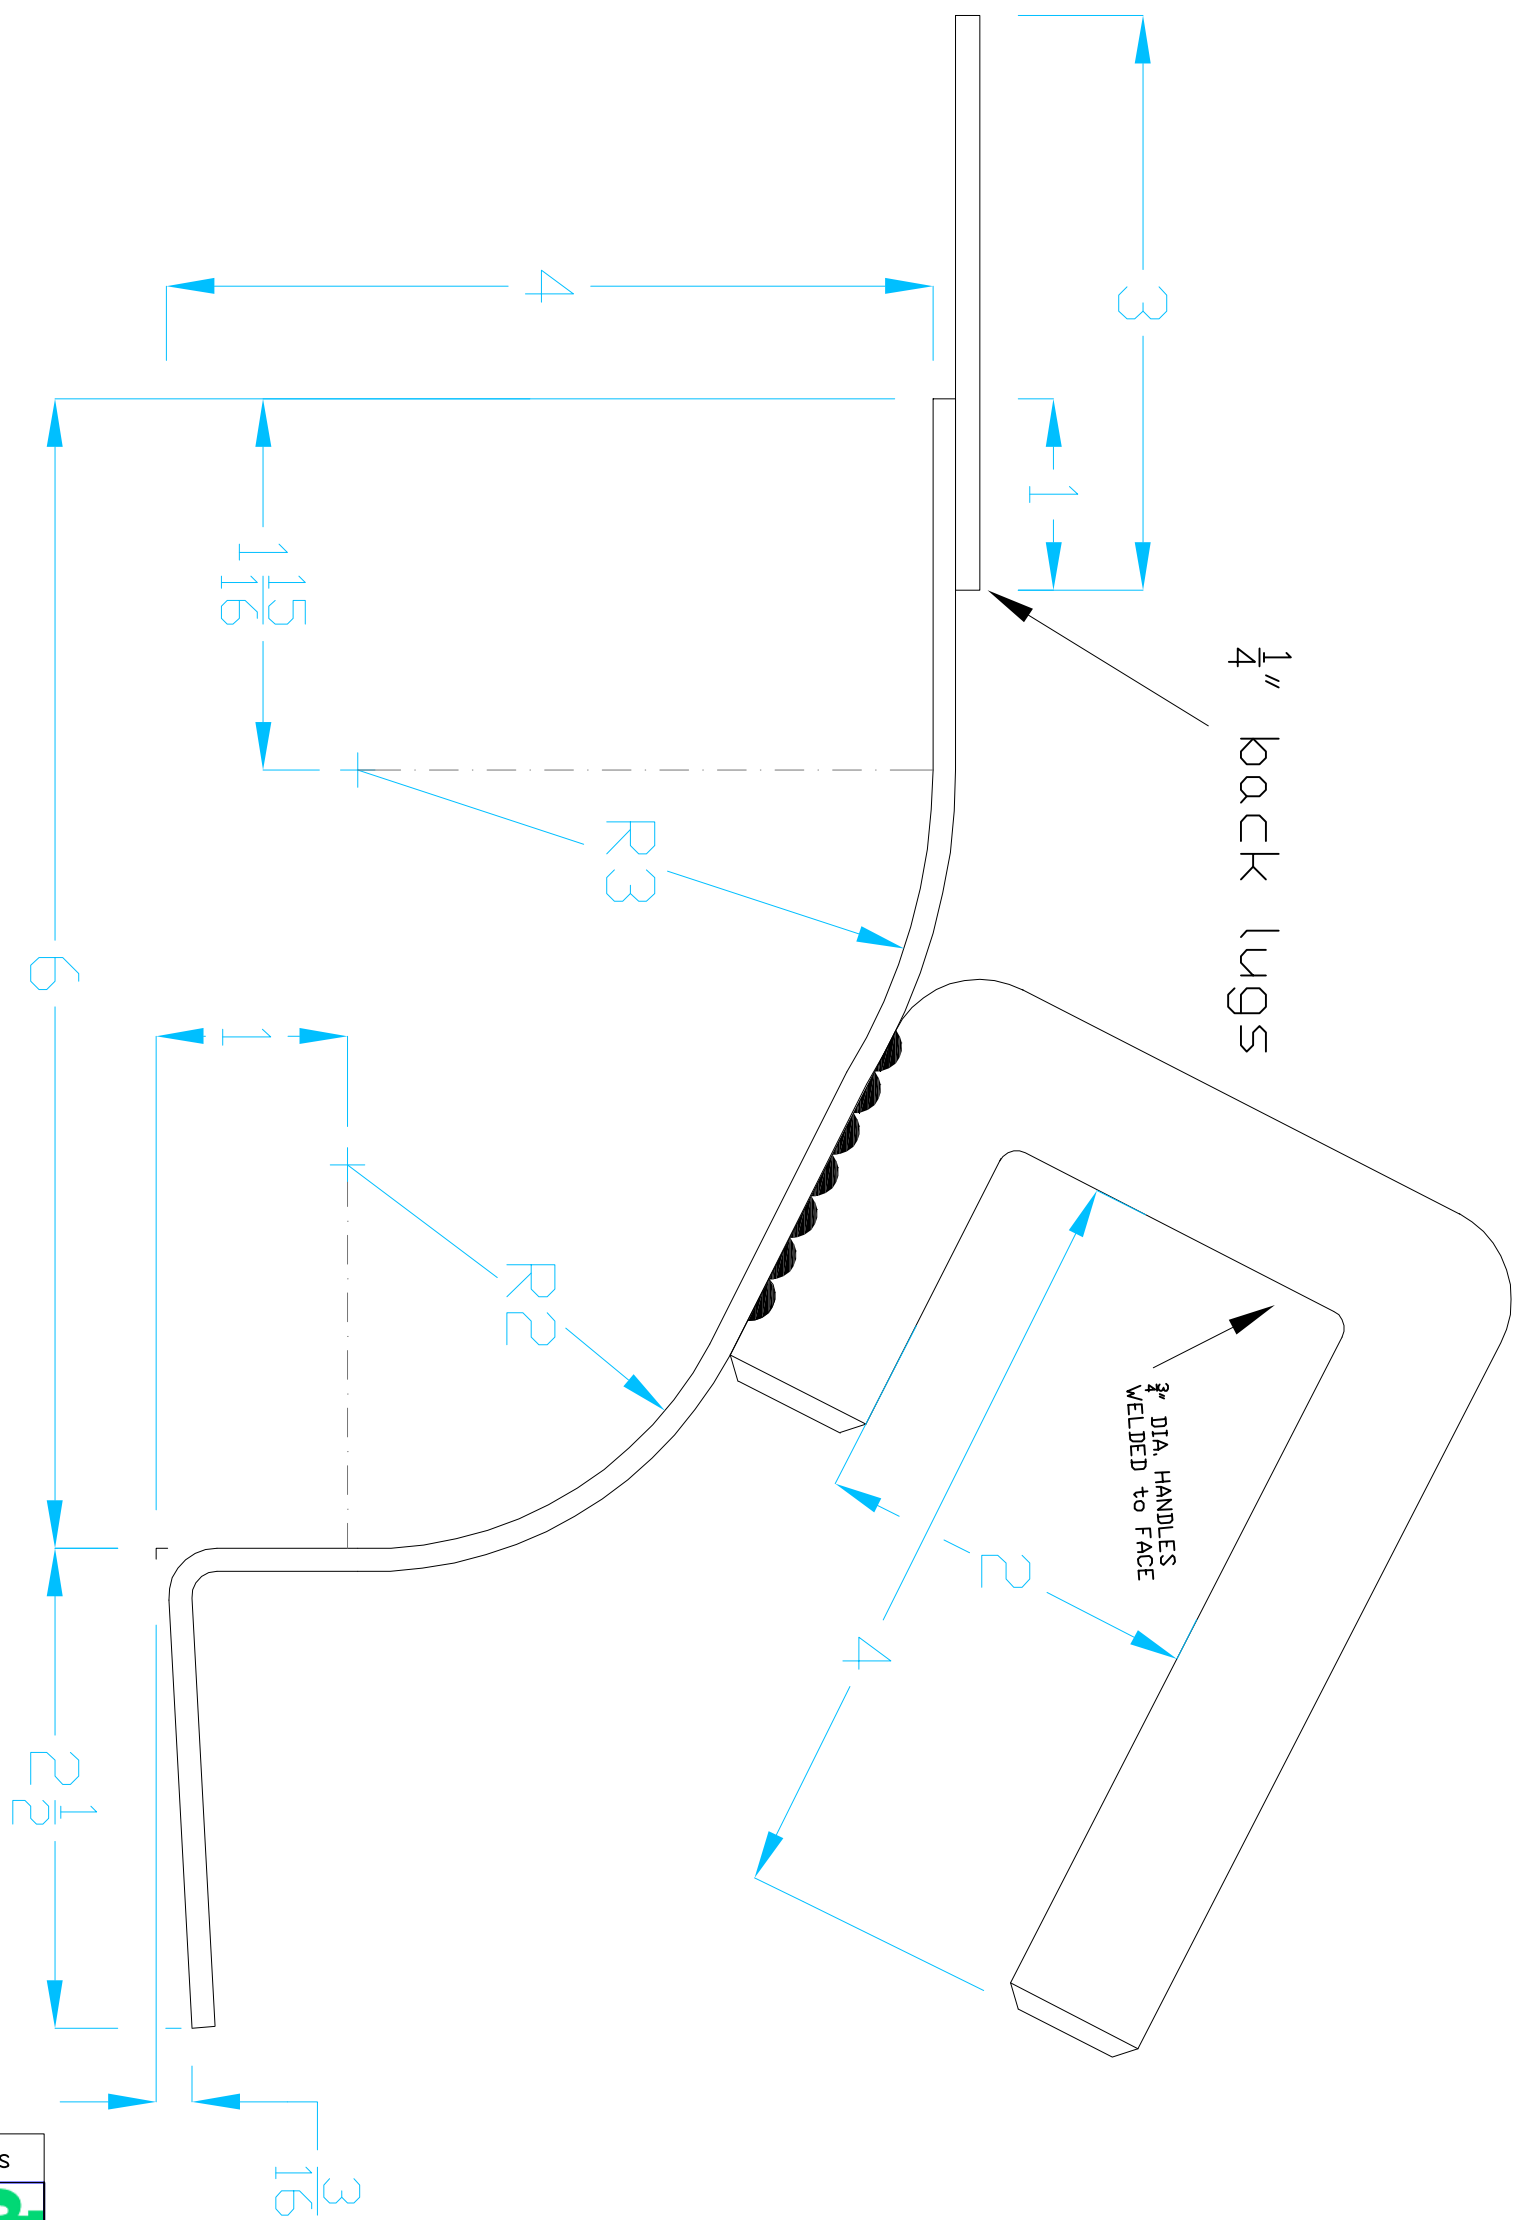 3
1
4
1/4" back lugs
1 15/16
R3
6
1
R2
3/4" DIA. HANDLES
WELDED to FACE
2
4
2 1/2
3/16
s